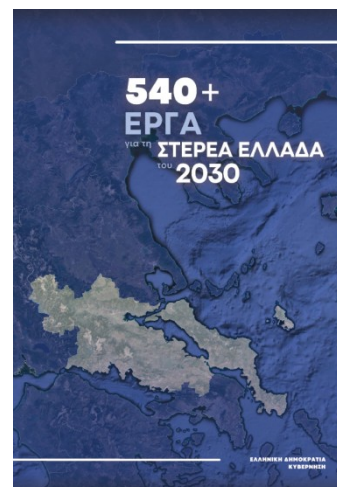 540+
ΕΡΓΑ
για τη ΣΤΕΡΕΑ ΕΛΛΑΔΑ
του 2030
ΕΛΛΗΝΙΚΗ ΔΗΜΟΚΡΑΤΙΑ
ΚΥΒΕΡΝΗΣΗ